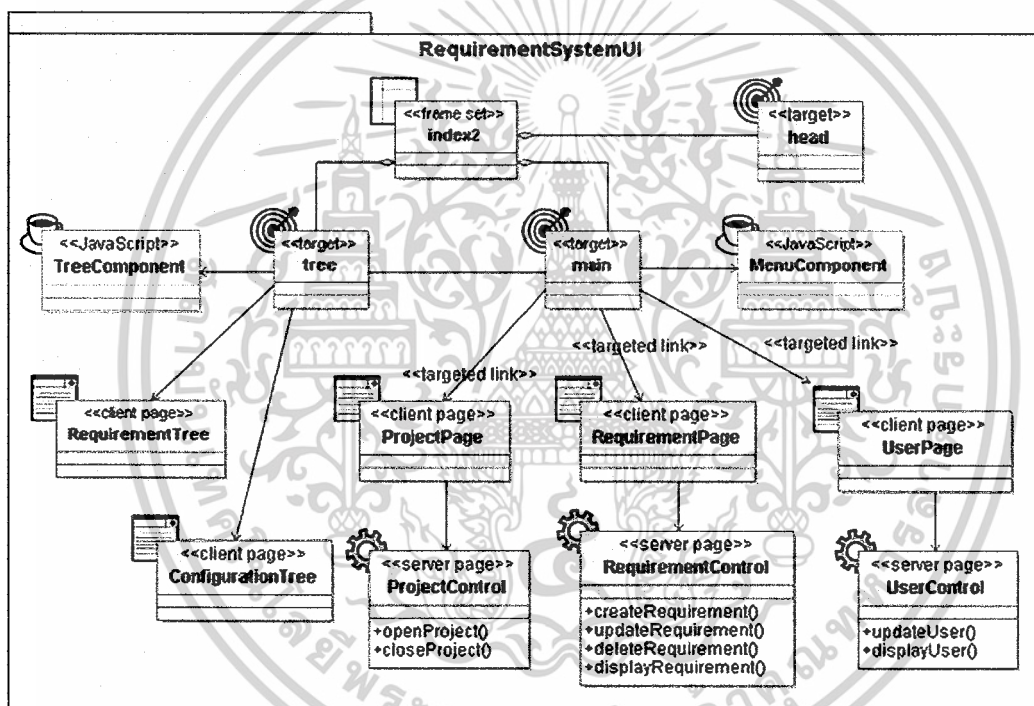 RequirementSystemUI
<<frame set>>
index2
<<target>>
head
<<JavaScript>>
TreeComponent
<<target>>
tree
<<target>>
main
<<JavaScript>>
MenuComponent
<<targeted link>>
<<targeted link>>
<<targeted link>>
<<client page>>
RequirementTree
<<client page>>
ProjectPage
<<client page>>
RequirementPage
<<client page>>
UserPage
<<client page>>
ConfigurationTree
<<server page>>
ProjectControl
+openProject()
+closeProject()
<<server page>>
RequirementControl
+createRequirement()
+updateRequirement()
+deleteRequirement()
+displayRequirement()
<<server page>>
UserControl
+updateUser()
+displayUser()